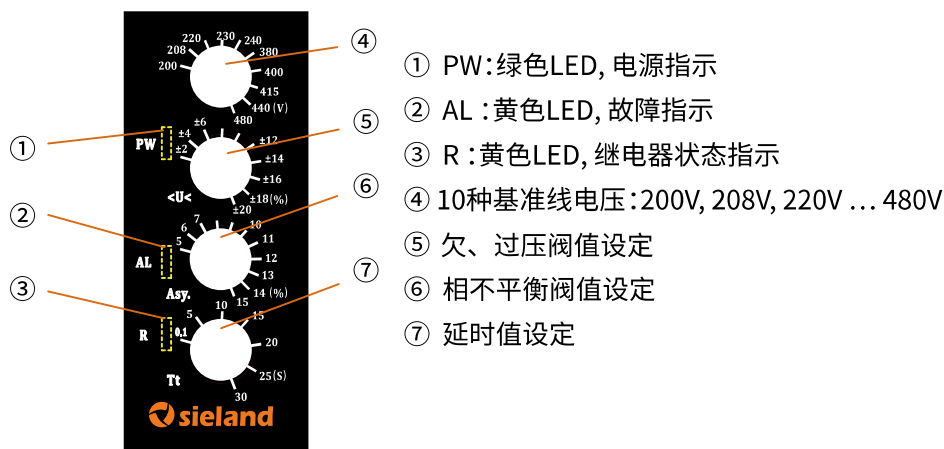 220 230 240
208 380
200 400
415
440 (V)
480
④
① PW:绿色LED, 电源指示
② AL :黄色LED, 故障指示
③ R :黄色LED, 继电器状态指示
④ 10种基准线电压:200V, 208V, 220V … 480V
⑤ 欠、过压阀值设定
⑥ 相不平衡阀值设定
⑦ 延时值设定
①
PW
±6
±4 ±12
±2 ±14
±16
±18(%)
±20
<U<
⑤
②
AL
7 10
6 11
5 12
13
14 (%)
15
Asy.
⑥
③
R
10
5 15
0.1 20
25(S)
30
Tt
⑦
sieland